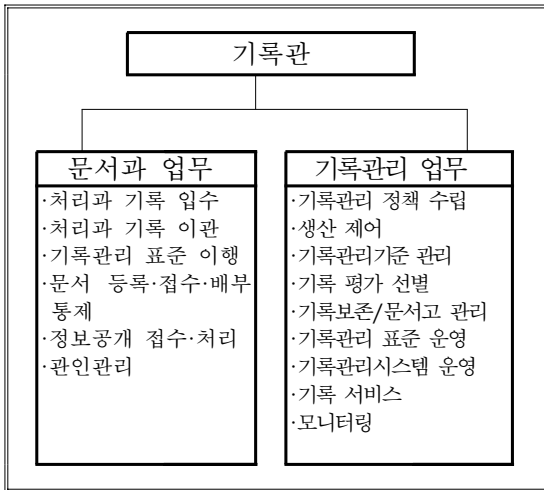 기록관
문서과 업무
·처리과 기록 입수
·처리과 기록 이관
·기록관리 표준 이행
·문서 등록·접수·배부
통제
·정보공개 접수·처리
·관인관리
기록관리 업무
·기록관리 정책 수립
·생산 제어
·기록관리기준 관리
·기록 평가 선별
·기록보존/문서고 관리
·기록관리 표준 운영
·기록관리시스템 운영
·기록 서비스
·모니터링